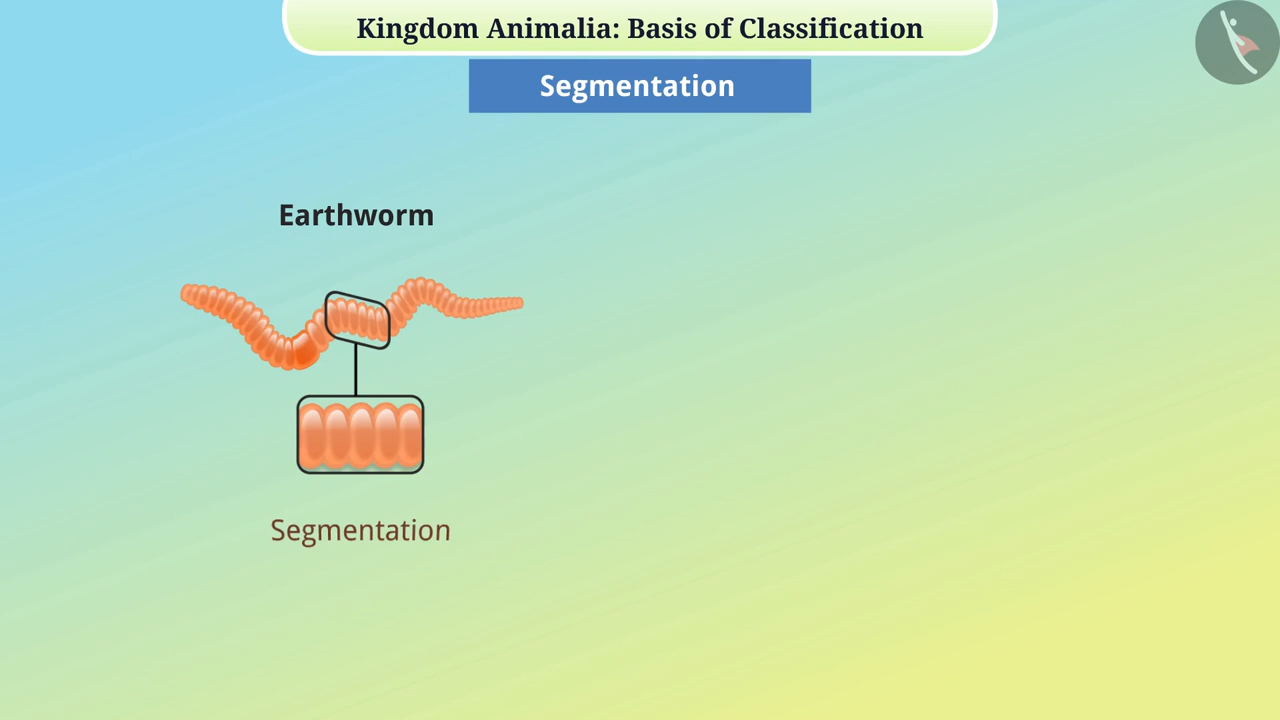 Kingdom Animalia: Basis of Classification
Segmentation
Earthworm
Segmentation